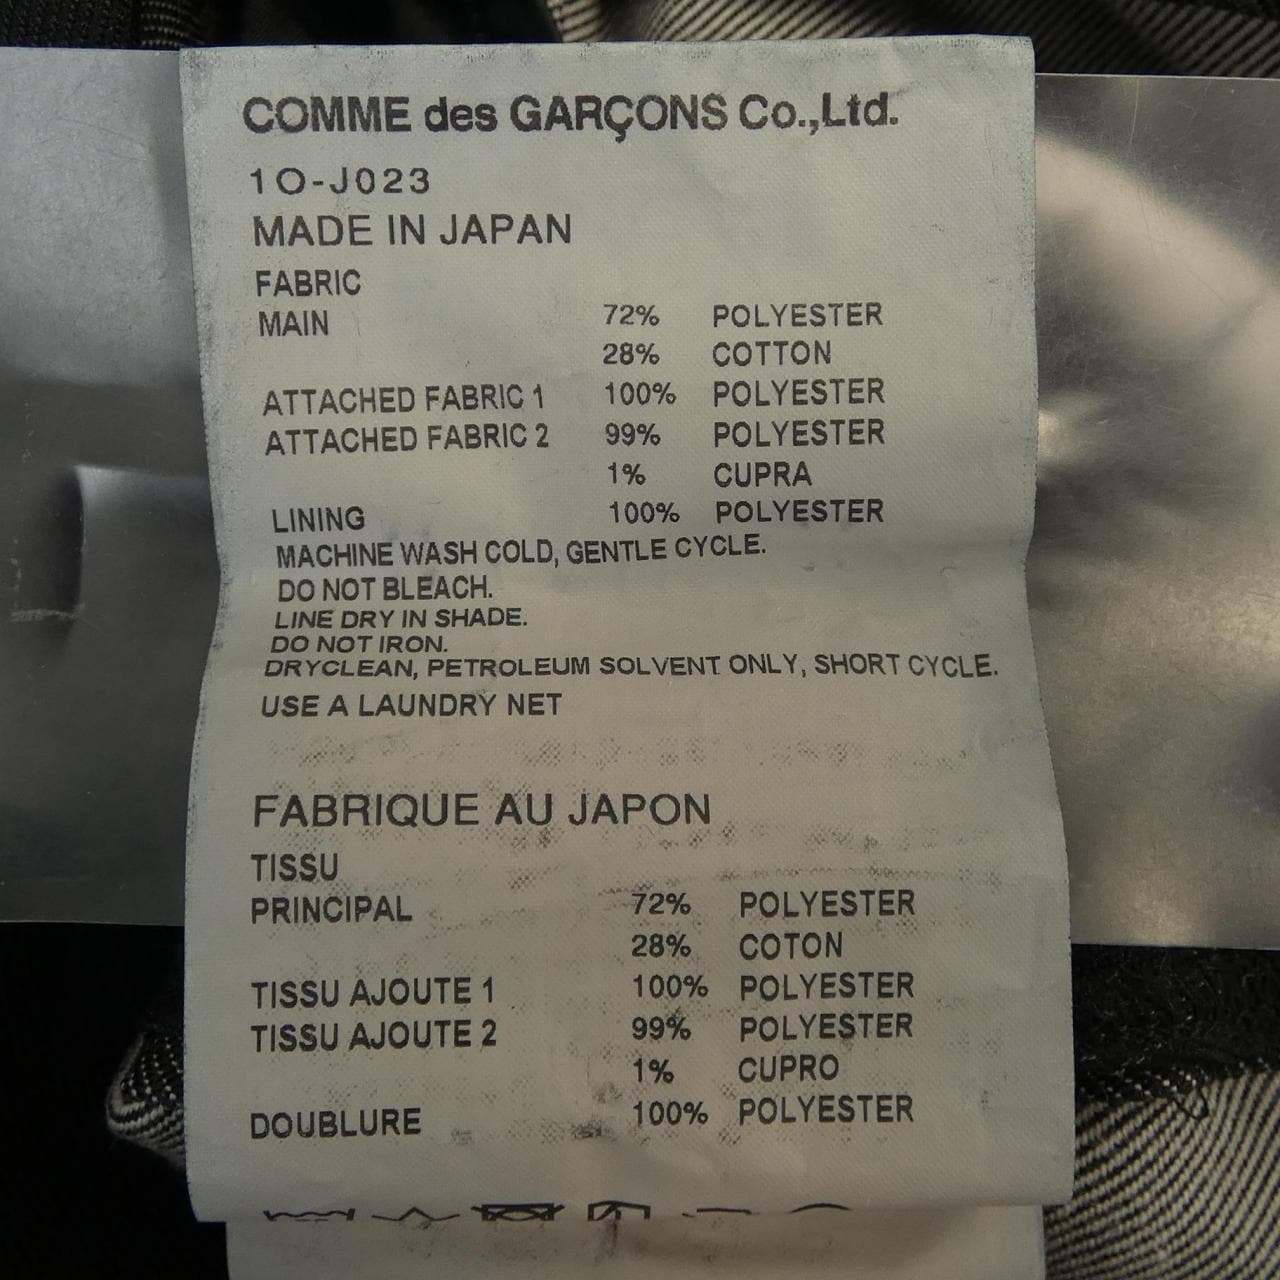 COMME des GARÇONS Co.,Ltd.
1O-J023
MADE IN JAPAN
FABRIC
MAIN 72% POLYESTER
28% COTTON
ATTACHED FABRIC 1 100% POLYESTER
ATTACHED FABRIC 2 99% POLYESTER
1% CUPRA
LINING 100% POLYESTER
MACHINE WASH COLD, GENTLE CYCLE.
DO NOT BLEACH.
LINE DRY IN SHADE.
DO NOT IRON.
DRYCLEAN, PETROLEUM SOLVENT ONLY, SHORT CYCLE.
USE A LAUNDRY NET
FABRIQUE AU JAPON
TISSU
PRINCIPAL 72% POLYESTER
28% COTON
TISSU AJOUTE 1 100% POLYESTER
TISSU AJOUTE 2 99% POLYESTER
1% CUPRO
DOUBLURE 100% POLYESTER